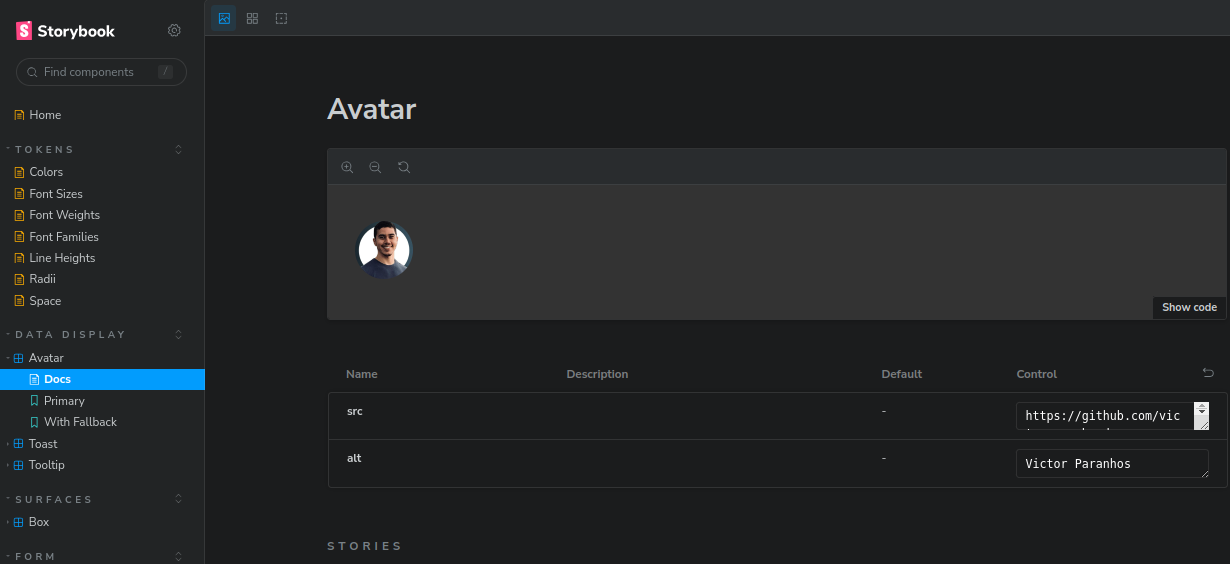 Storybook
Find components /
Home
TOKENS
Colors
Font Sizes
Font Weights
Font Families
Line Heights
Radii
Space
DATA DISPLAY
Avatar
Docs
Primary
With Fallback
Toast
Tooltip
SURFACES
Box
FORM
Avatar
Show code
Name Description Default Control
src - https://github.com/vic
alt - Victor Paranhos
STORIES